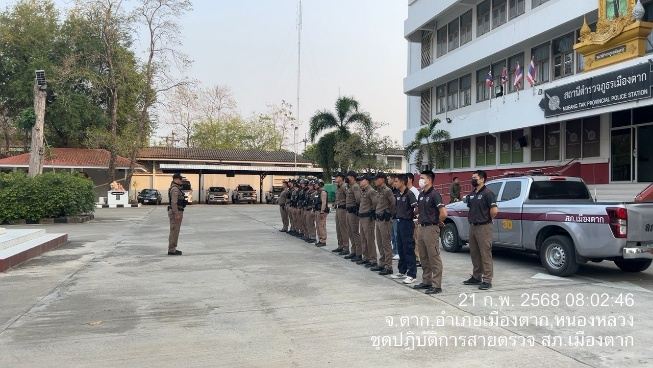 สถานีตำรวจภูธรเมืองตาก
MUEANG TAK PROVINCIAL POLICE STATION
สภ.เมืองตาก
21 ก.พ. 2568 08:02:46
จ.ตาก,อำเภอเมืองตาก,หนองหลวง
ชุดปฏิบัติการสายตรวจ สภ.เมืองตาก